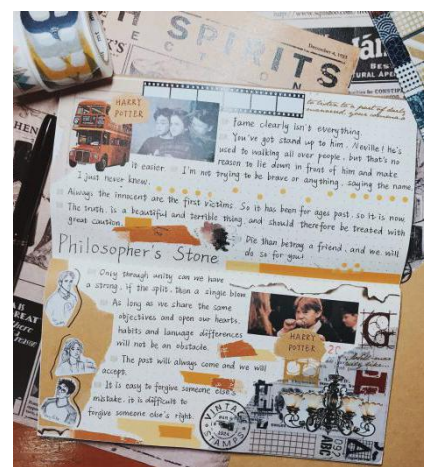 SPIRITS
December 6, 1923
HARRY
POTTER
Fame clearly isn't everything.
You've got stand up to him, Neville! he's
used to walking all over people, but that's no
reason to lie down in front of him and make
it easier. I'm not trying to be brave or anything, saying the name
I just never know.
Always the innocent are the first victims. So it has been for ages past, so it is now
The truth, is a beautiful and terrible thing, and should therefore be treated with
great caution.
Die than betray a friend, and we will
do so for you!
Philosopher's Stone
Only through unity can we have
a strong, if the split, than a single blow
As long as we share the same
objectives and open our hearts,
habits and lanuage differences
will not be an obstacle.
The past will always come and we will
accept.
It is easy to forgive someone else's
mistake, it is difficult to
forgive someone else's right.
HARRY
POTTER
G
VINTAGE
STAMPS
ABC